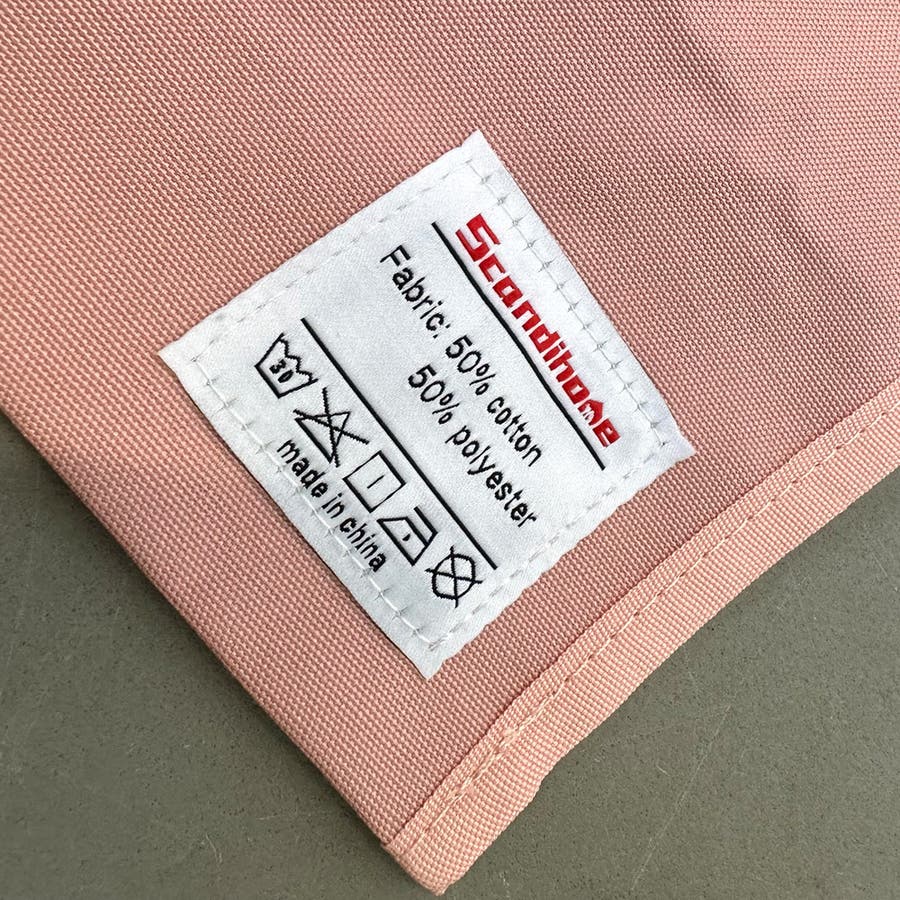 Scandihome
Fabric: 50% cotton
50% polyester
30
made in china